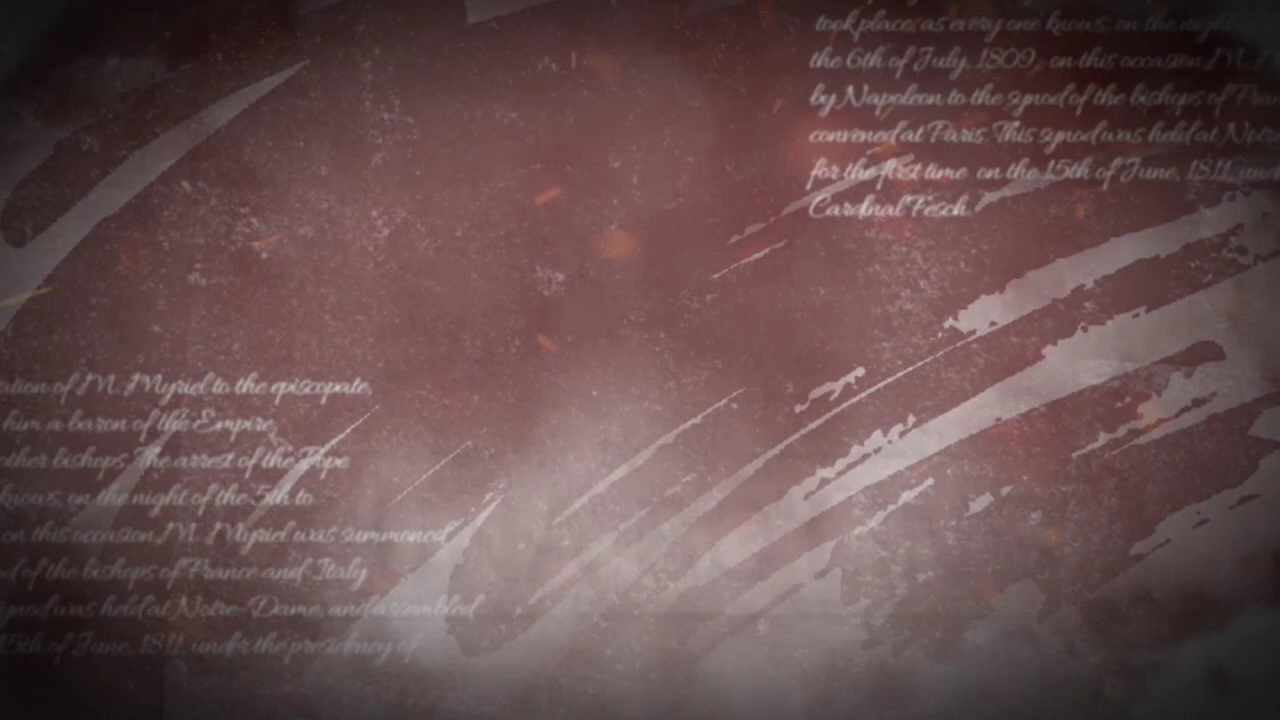 took place, as every one knows, on the night
the 6th of July, 1809; on this occasion, M.
by Napoleon to the synod of the bishops of
convened at Paris. This synod was held at
for the first time on the 15th of June, 1811, and
Cardinal Fesch.
of M. Myriel to the episcopate,
him a baron of the Empire
other bishops. The arrest of the Pope
knows, on the night of the 5th to
on this occasion, M. Myriel was summoned
of the bishops of France and Italy
synod was held at Notre-Dame, and assembled
15th of June, 1811, under the presidency of